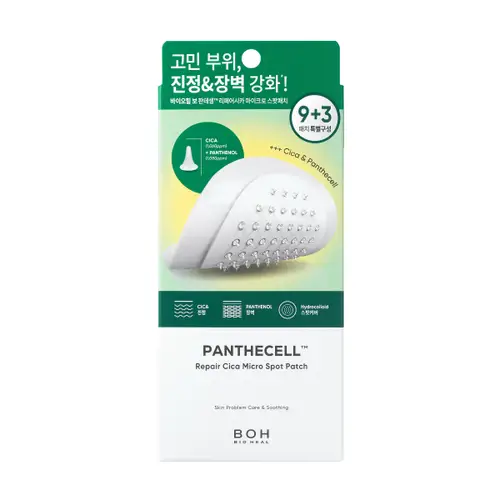 고민 부위,
진정&장벽 강화!
바이오힐 보 판테셀™ 리페어시카 마이크로 스팟패치
9+3
패치 특별구성
CICA
+ PANTHENOL
+++ Cica & Panthecell
CICA
진정
PANTHENOL
장벽
Hydrocolloid
스팟커버
PANTHECELL™
Repair Cica Micro Spot Patch
Skin Problem Care & Soothing
BOH
BIO HEAL